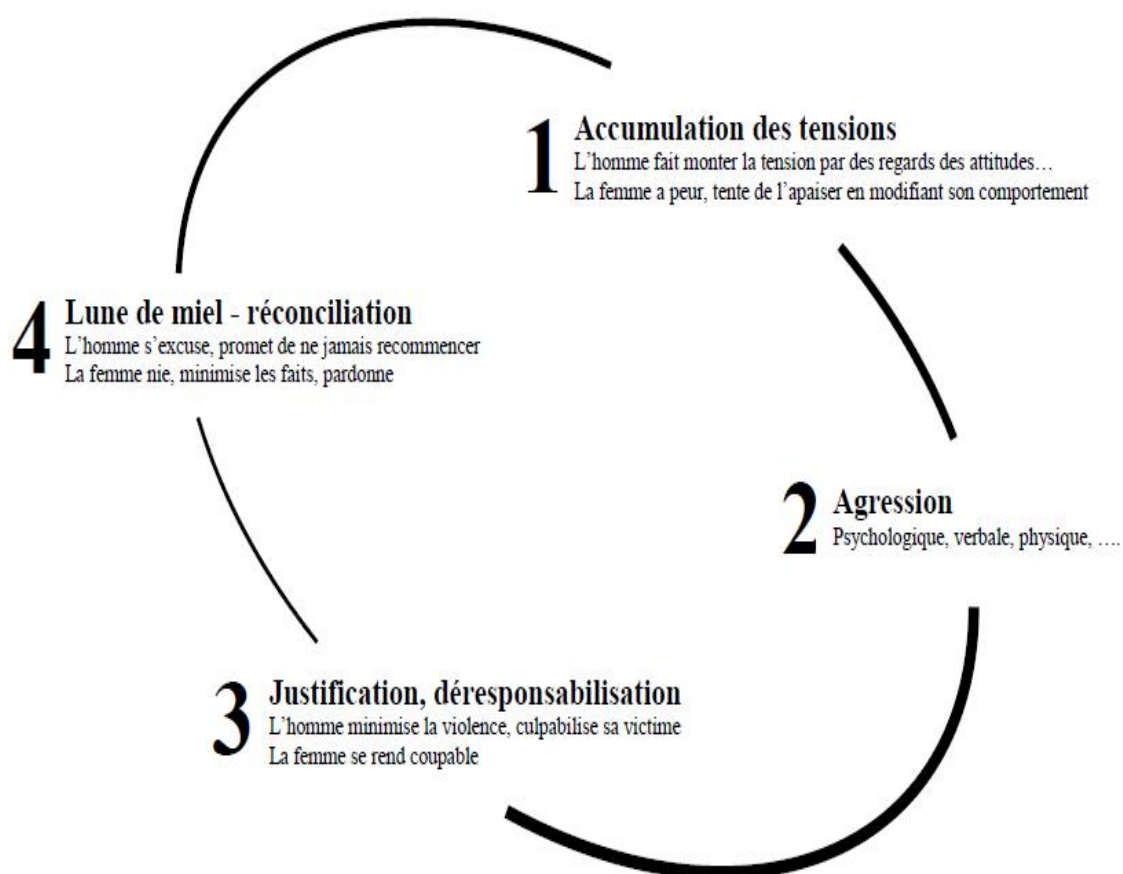 1 Accumulation des tensions
L'homme fait monter la tension par des regards des attitudes…
La femme a peur, tente de l'apaiser en modifiant son comportement
4 Lune de miel - réconciliation
L'homme s'excuse, promet de ne jamais recommencer
La femme nie, minimise les faits, pardonne
2 Agression
Psychologique, verbale, physique, ….
3 Justification, déresponsabilisation
L'homme minimise la violence, culpabilise sa victime
La femme se rend coupable